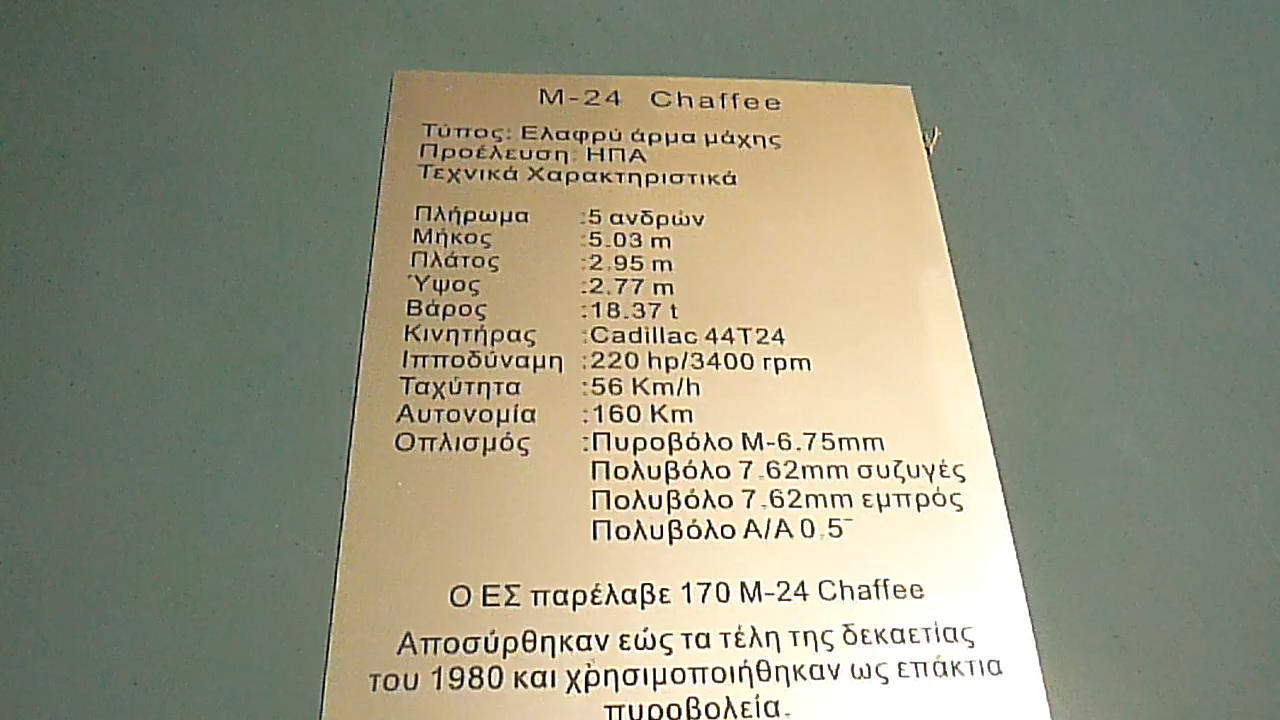 M-24 Chaffee
Τύπος: Ελαφρύ άρμα μάχης
Προέλευση: ΗΠΑ
Τεχνικά Χαρακτηριστικά
Πλήρωμα :5 ανδρών
Μήκος :5.03 m
Πλάτος :2.95 m
Ύψος :2.77 m
Βάρος :18.37 t
Κινητήρας :Cadillac 44T24
Ιπποδύναμη :220 hp/3400 rpm
Ταχύτητα :56 Km/h
Αυτονομία :160 Km
Οπλισμός :Πυροβόλο M-6.75mm
Πολυβόλο 7.62mm συζυγές
Πολυβόλο 7.62mm εμπρός
Πολυβόλο Α/Α 0.5¨
Ο ΕΣ παρέλαβε 170 M-24 Chaffee
Αποσύρθηκαν εώς τα τέλη της δεκαετίας
του 1980 και χρησιμοποιήθηκαν ως επάκτια
πυροβολεία.